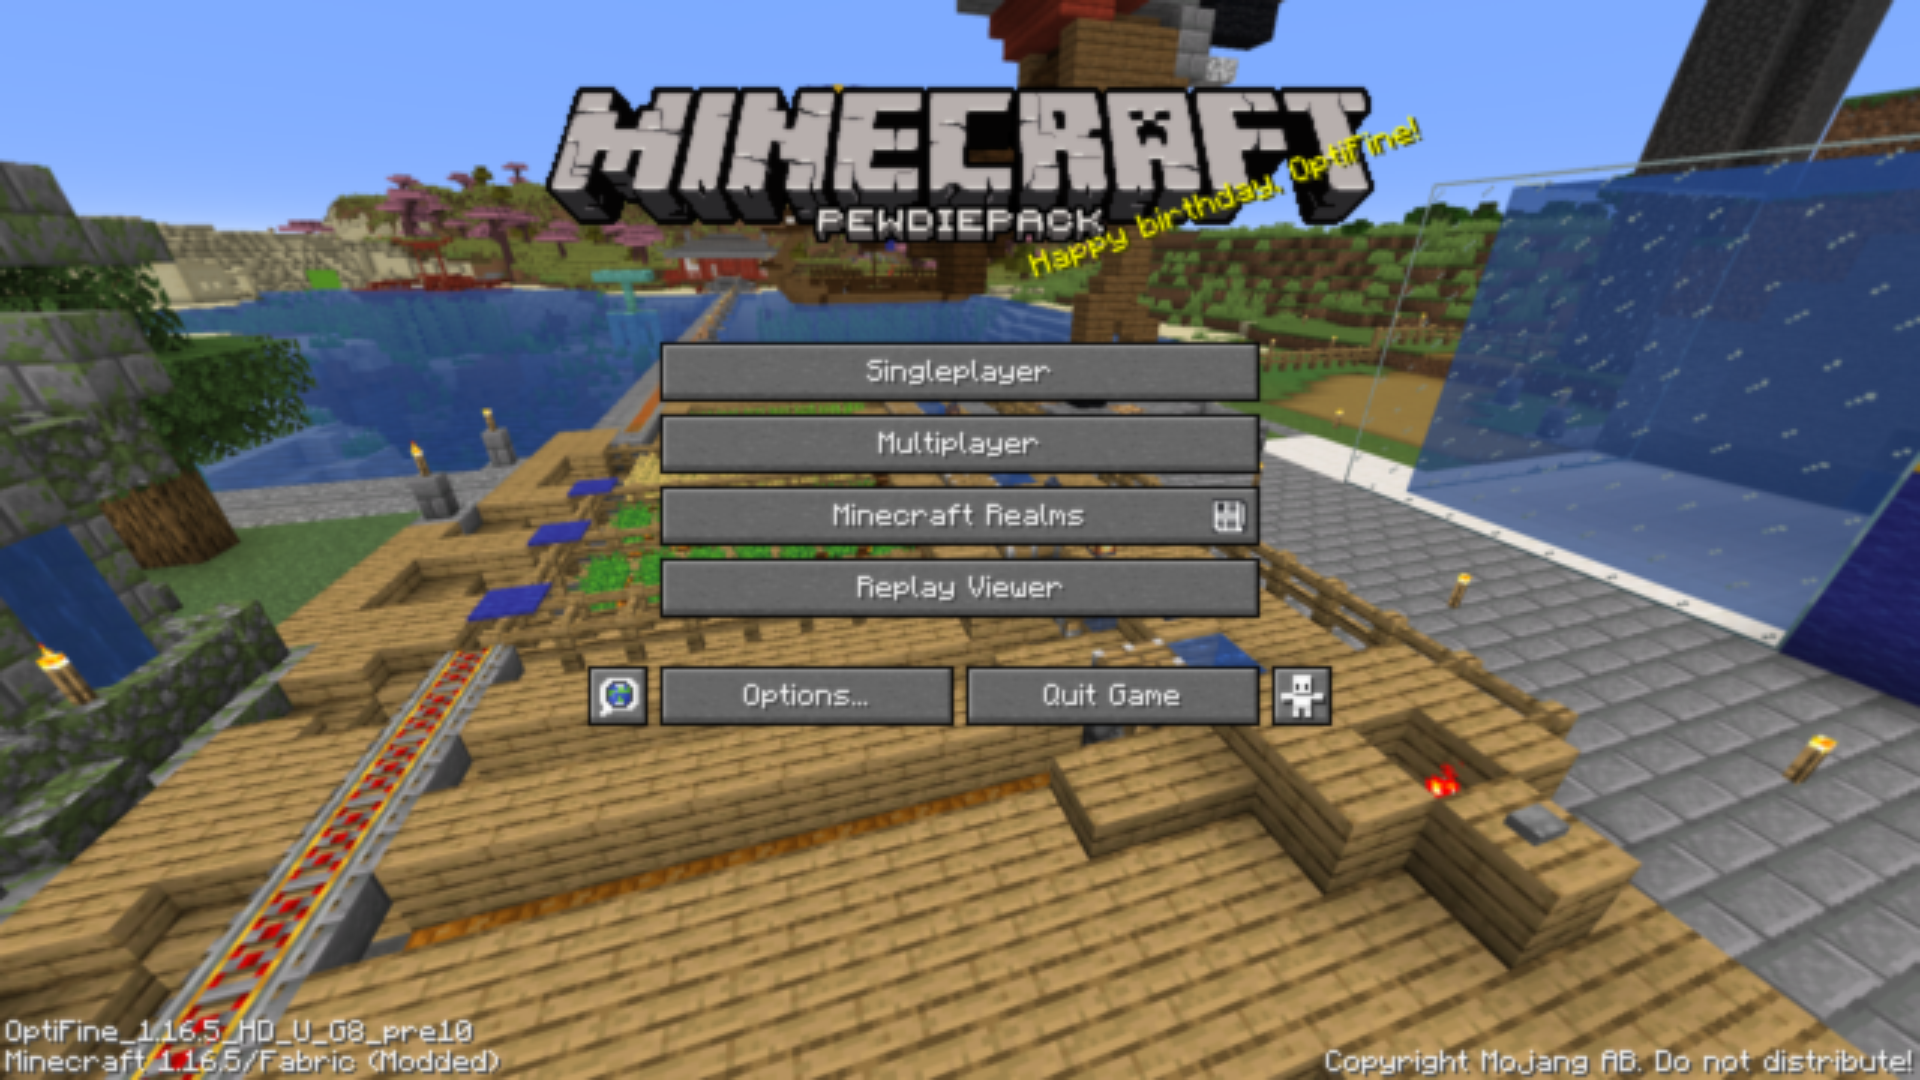 MINECRAFT
PEWDIEPACK
Happy birthday, OptiFine!
Singleplayer
Multiplayer
Minecraft Realms
Replay Viewer
Options...
Quit Game
OptiFine_1.16.5_HD_U_G8_pre10
Minecraft 1.16.5/Fabric (Modded)
Copyright Mojang AB. Do not distribute!